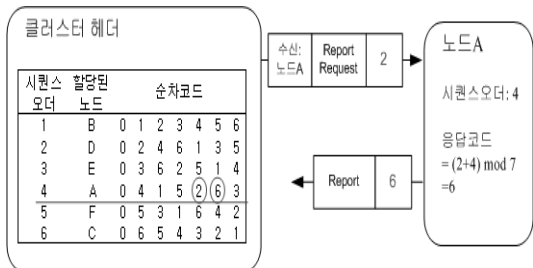 클러스터 헤더
시퀀스 오더 할당된 노드 순차코드
1 B 0 1 2 3 4 5 6
2 D 0 2 4 6 1 3 5
3 E 0 3 6 2 5 1 4
4 A 0 4 1 5 2 6 3
5 F 0 5 3 1 6 4 2
6 C 0 6 5 4 3 2 1
수신: 노드A Report Request 2
Report 6
노드A
시퀀스오더: 4
응답코드
= (2+4) mod 7
=6